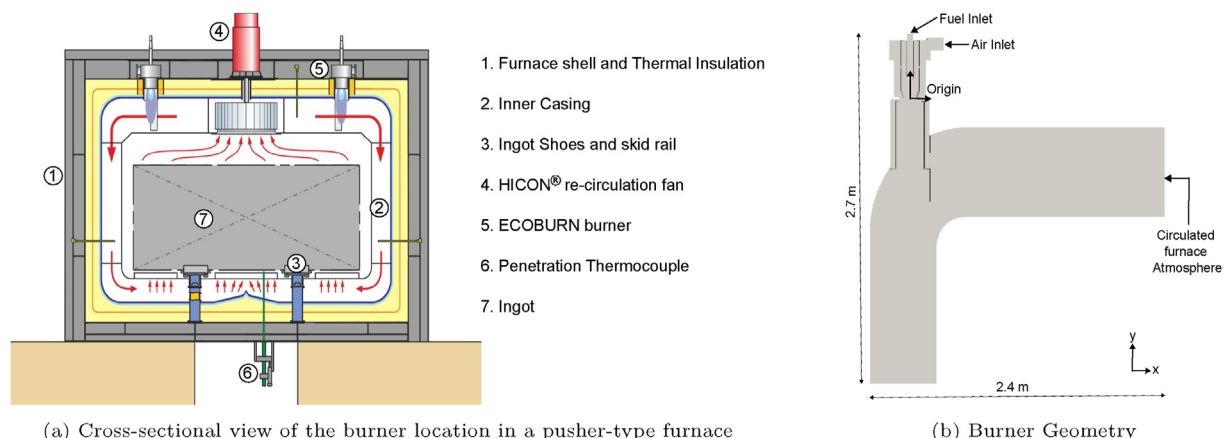 ④
⑤
①
⑦
②
③
⑥
1. Furnace shell and Thermal Insulation
2. Inner Casing
3. Ingot Shoes and skid rail
4. HICON® re-circulation fan
5. ECOBURN burner
6. Penetration Thermocouple
7. Ingot
(a) Cross-sectional view of the burner location in a pusher-type furnace
Fuel Inlet
Air Inlet
Origin
2.7 m
Circulated
furnace
Atmosphere
y
x
2.4 m
(b) Burner Geometry